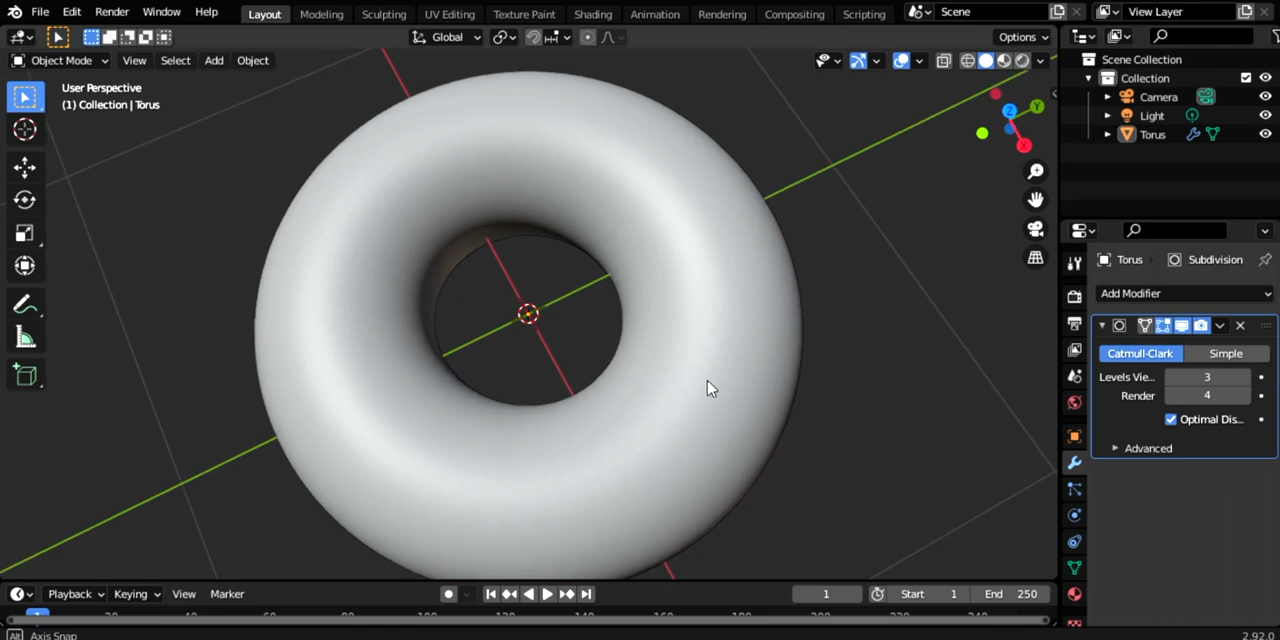 File Edit Render Window Help Layout Modeling Sculpting UV Editing Texture Paint Shading Animation Rendering Compositing Scripting Scene View Layer
Global Options
Object Mode View Select Add Object
User Perspective
(1) Collection | Torus
X
Y
Z
Scene Collection
Collection
Camera
Light
Torus
Torus Subdivision
Add Modifier
Catmull-Clark Simple
Levels Vie... 3
Render 4
Optimal Dis...
Advanced
Playback Keying View Marker 1 Start 1 End 250
Alt Axis Snap 2.92.0